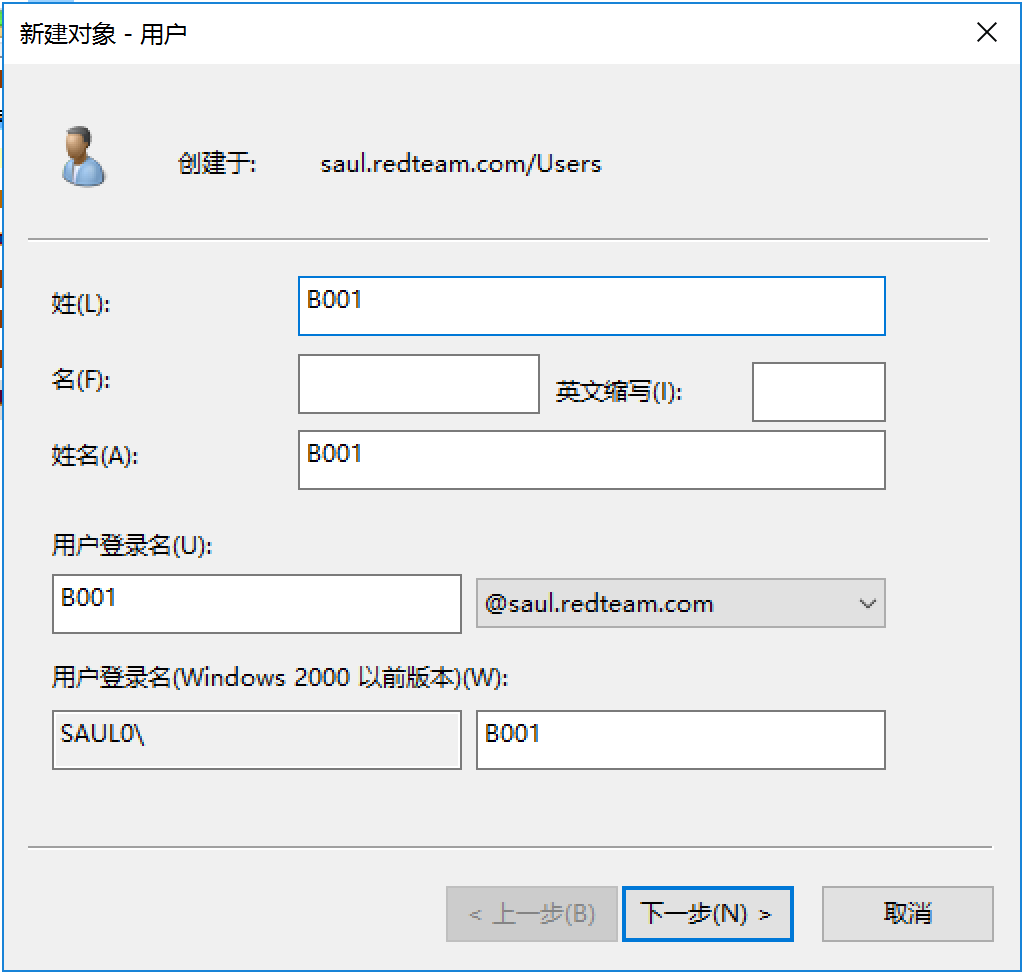 新建对象 - 用户
创建于: saul.redteam.com/Users
姓(L): B001
名(F): 英文缩写(I):
姓名(A): B001
用户登录名(U):
B001 @saul.redteam.com
用户登录名(Windows 2000 以前版本)(W):
SAUL0\ B001
< 上一步(B) 下一步(N) > 取消